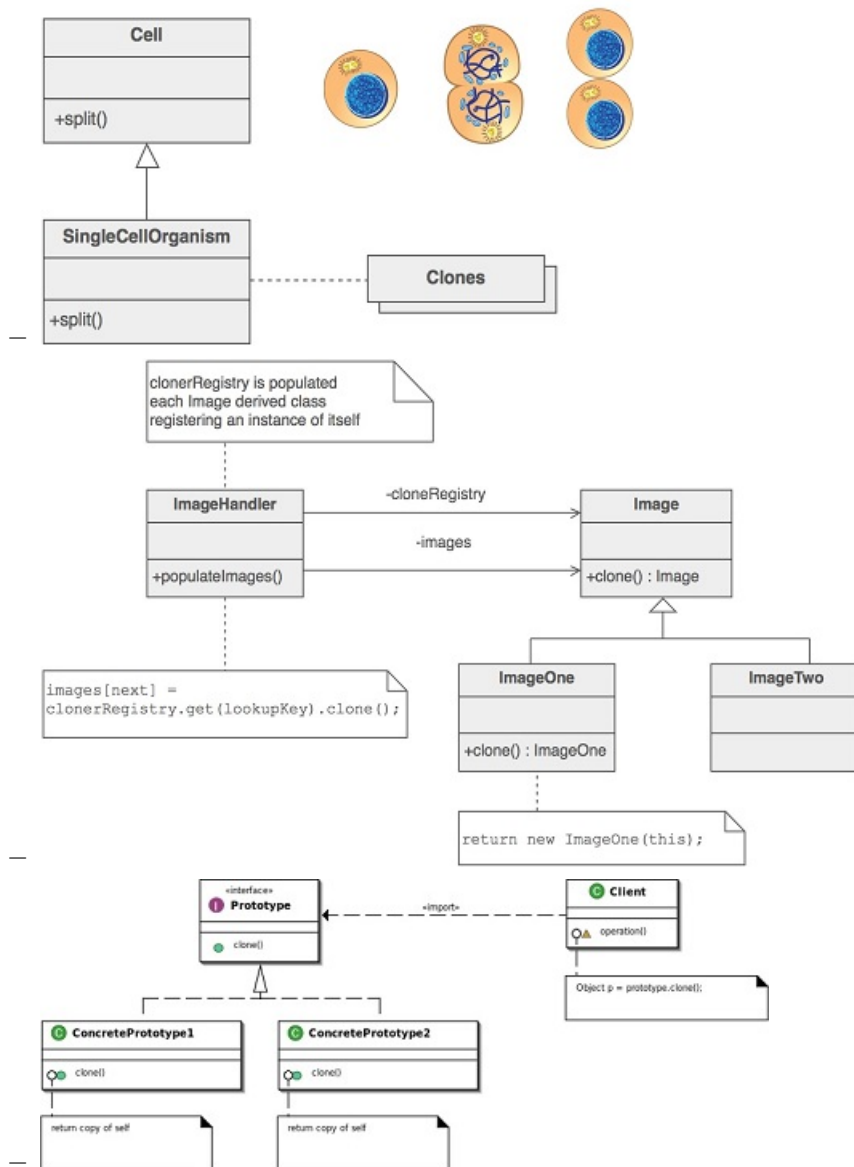 Cell
+split()
SingleCellOrganism
+split()
Clones
clonerRegistry is populated
each Image derived class
registering an instance of itself
ImageHandler
+populateImages()
-cloneRegistry
-images
Image
+clone() : Image
images[next] =
clonerRegistry.get(lookupKey).clone();
ImageOne
+clone() : ImageOne
ImageTwo
return new ImageOne(this);
«interface»
I Prototype
clone()
«import»
C Client
operation()
Object p = prototype.clone();
C ConcretePrototype1
clone()
return copy of self
C ConcretePrototype2
clone()
return copy of self